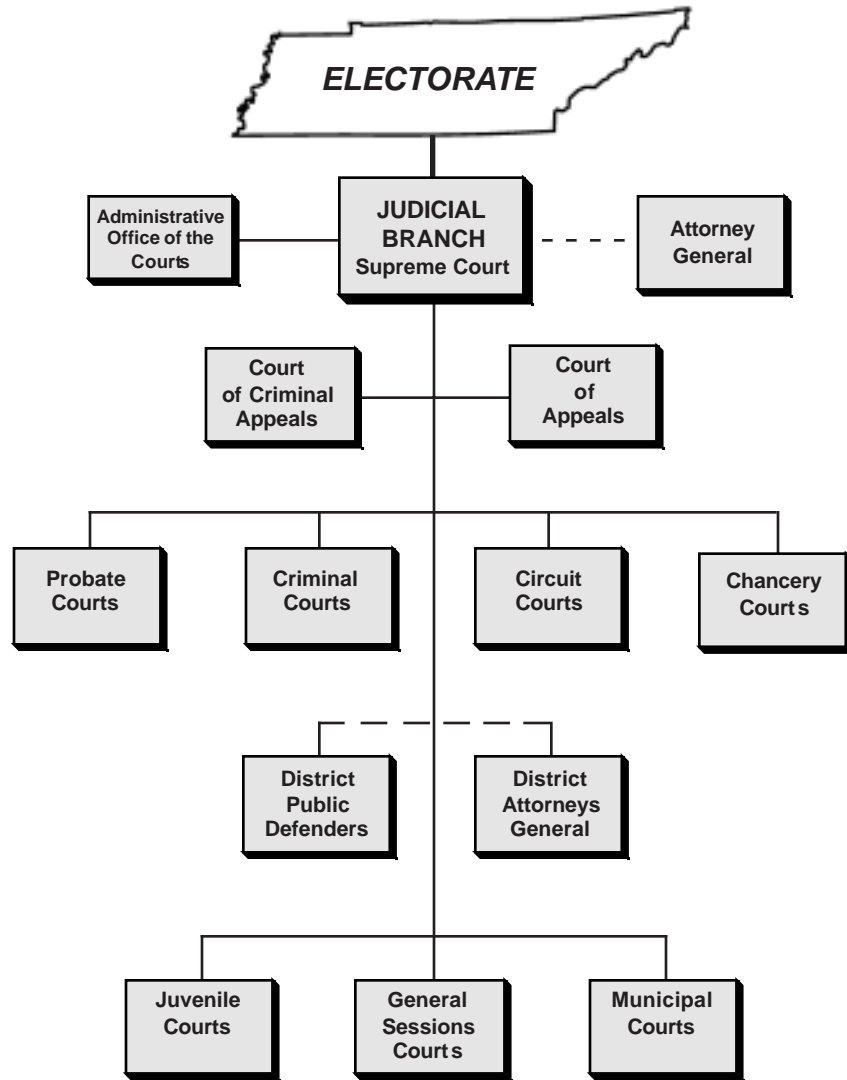 ELECTORATE
Administrative
Office of the
Courts
JUDICIAL
BRANCH
Supreme Court
Attorney
General
Court
of Criminal
Appeals
Court
of
Appeals
Probate
Courts
Criminal
Courts
Circuit
Courts
Chancery
Courts
District
Public
Defenders
District
Attorneys
General
Juvenile
Courts
General
Sessions
Courts
Municipal
Courts